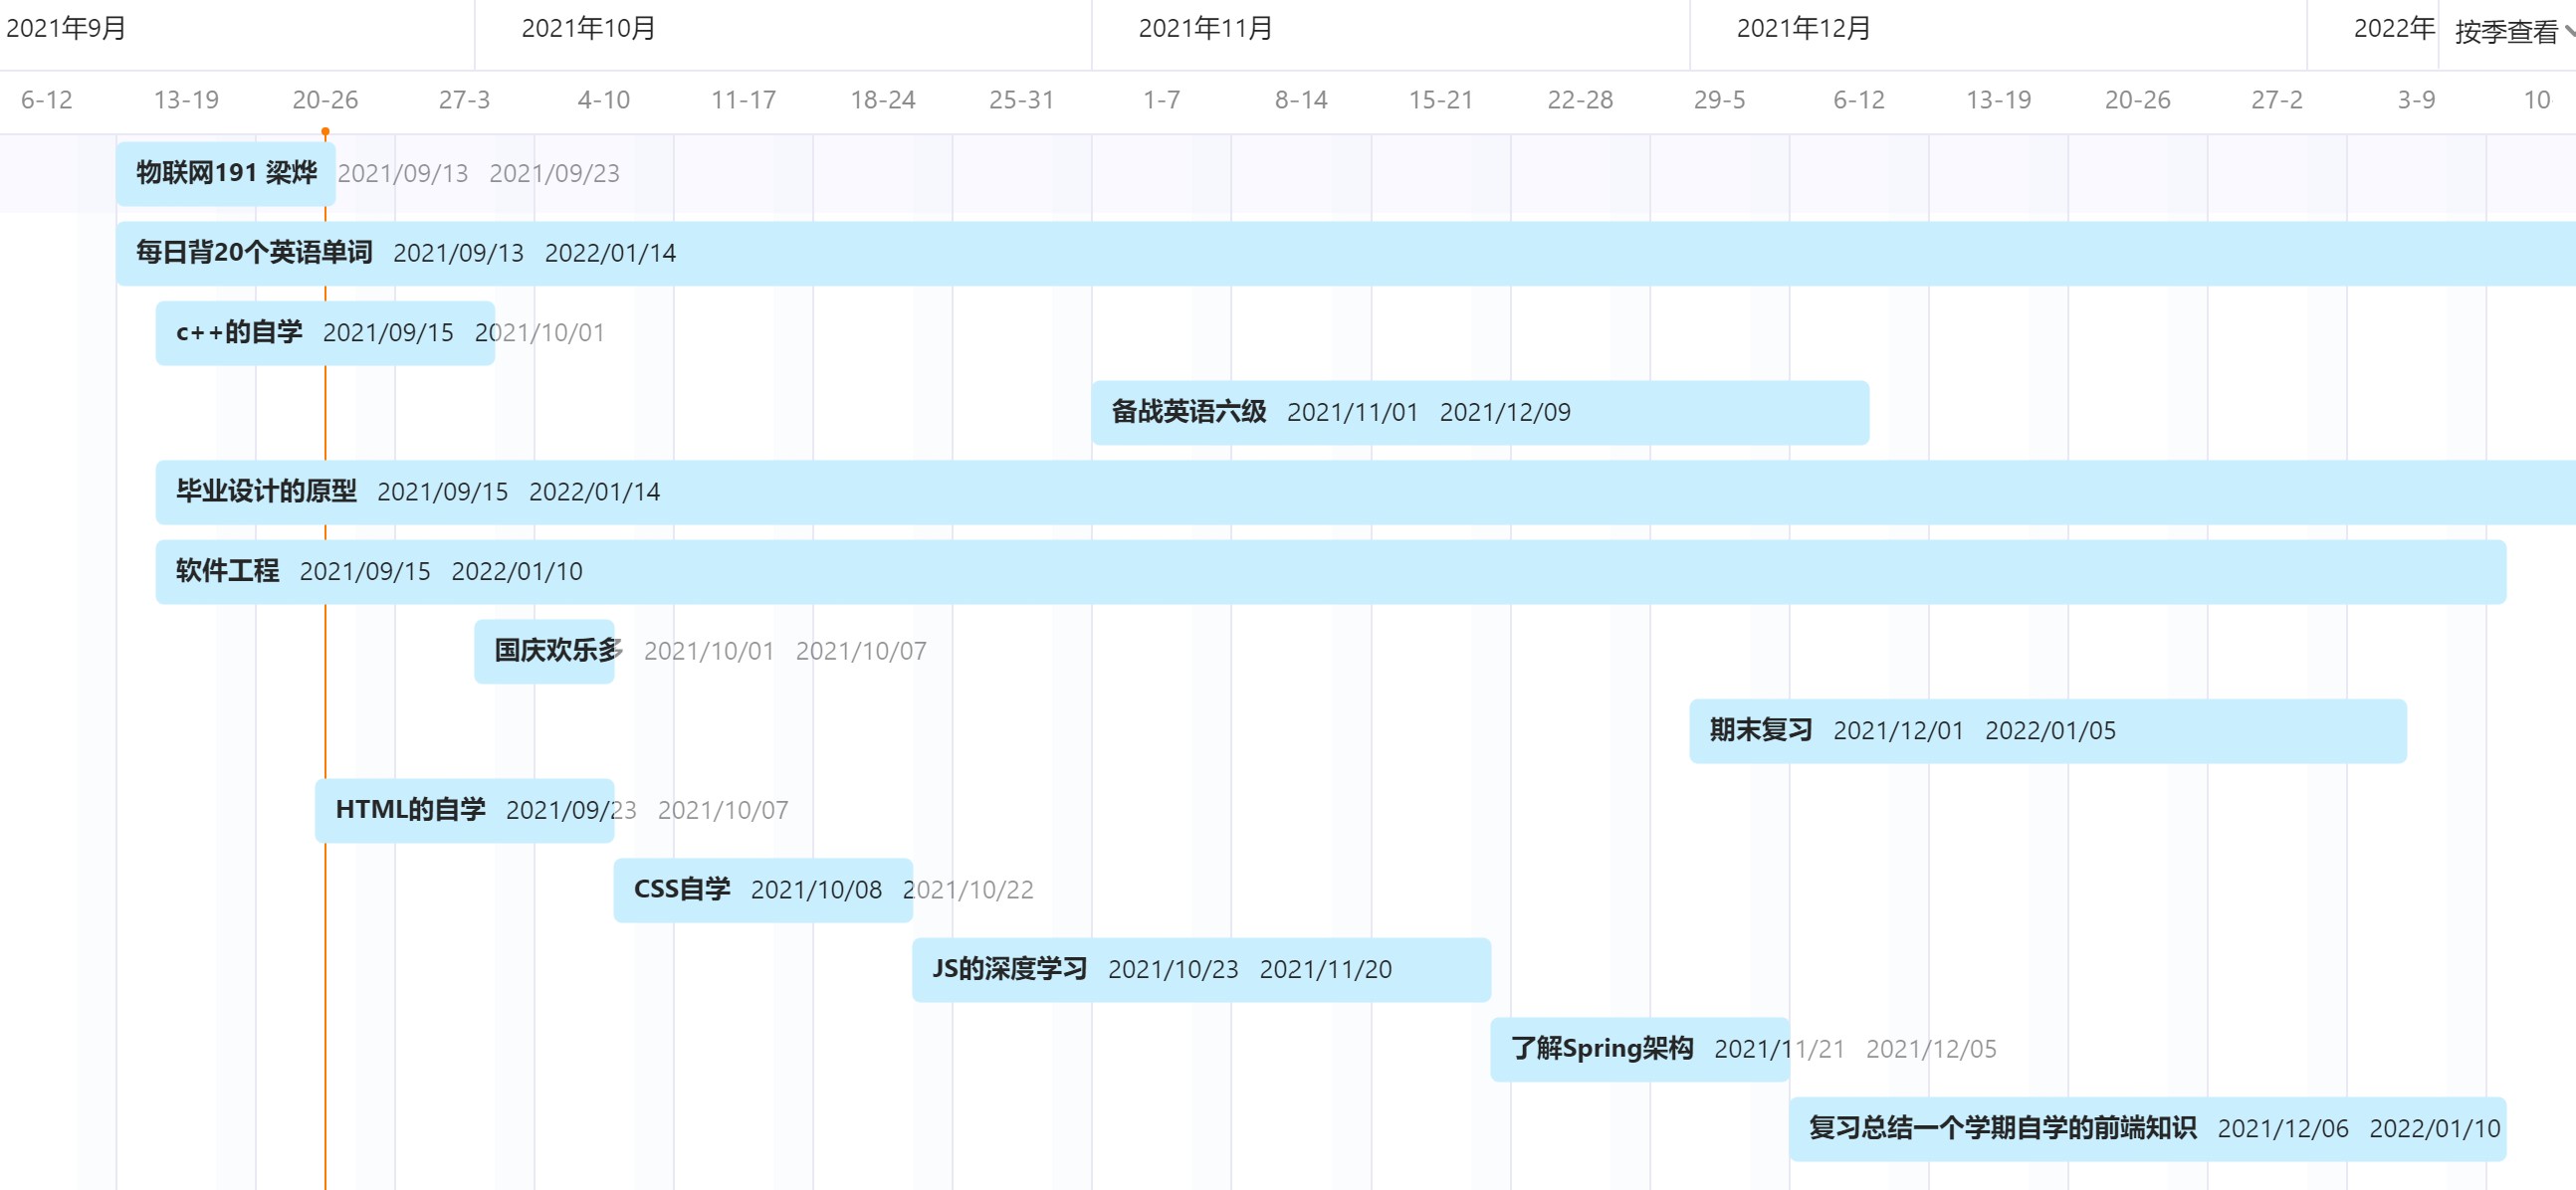 2021年9月 2021年10月 2021年11月 2021年12月 2022年 按季查看
6-12 13-19 20-26 27-3 4-10 11-17 18-24 25-31 1-7 8-14 15-21 22-28 29-5 6-12 13-19 20-26 27-2 3-9 10
物联网191 梁烨 2021/09/13 2021/09/23
每日背20个英语单词 2021/09/13 2022/01/14
c++的自学 2021/09/15 2021/10/01
备战英语六级 2021/11/01 2021/12/09
毕业设计的原型 2021/09/15 2022/01/14
软件工程 2021/09/15 2022/01/10
国庆欢乐多 2021/10/01 2021/10/07
期末复习 2021/12/01 2022/01/05
HTML的自学 2021/09/23 2021/10/07
CSS自学 2021/10/08 2021/10/22
JS的深度学习 2021/10/23 2021/11/20
了解Spring架构 2021/11/21 2021/12/05
复习总结一个学期自学的前端知识 2021/12/06 2022/01/10